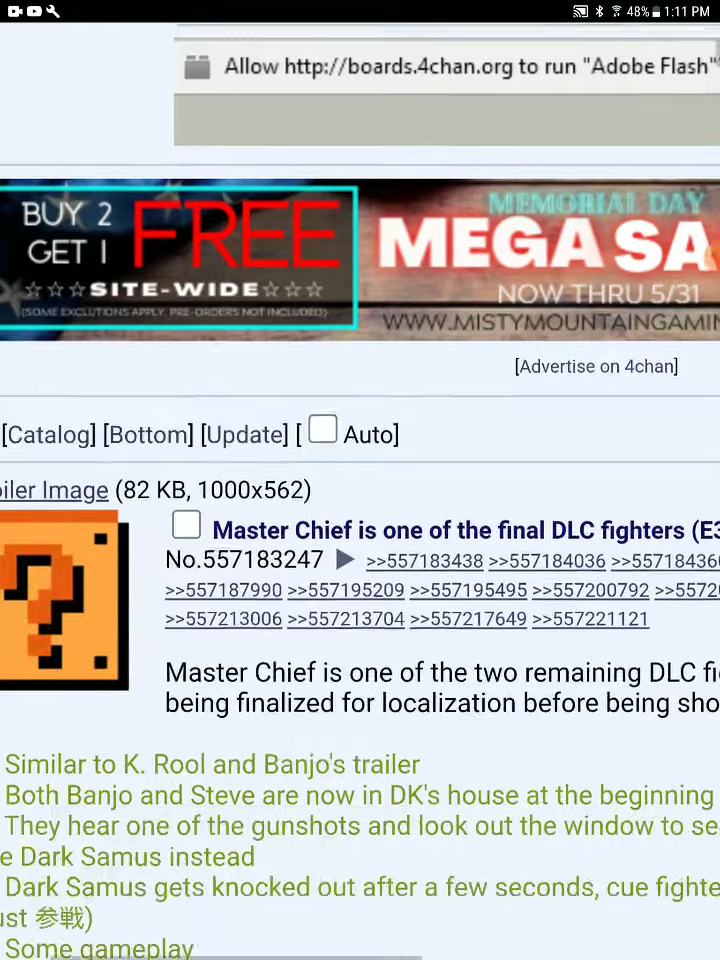 48% 1:11 PM
Allow http://boards.4chan.org to run "Adobe Flash"
BUY 2
GET 1
FREE
☆☆☆SITE-WIDE☆☆☆
(SOME EXCLUTIONS APPLY. PRE-ORDERS NOT INCLUDED)
MEMORIAL DAY
MEGA SA
NOW THRU 5/31
WWW.MISTYMOUNTAINGAMIN
[Advertise on 4chan]
[Catalog] [Bottom] [Update] [ Auto]
iler Image (82 KB, 1000x562)
Master Chief is one of the final DLC fighters (E3
No.557183247 ▶ >>557183438 >>557184036 >>55718436
>>557187990 >>557195209 >>557195495 >>557200792 >>55720
>>557213006 >>557213704 >>557217649 >>557221121
Master Chief is one of the two remaining DLC fi
being finalized for localization before being sho
Similar to K. Rool and Banjo's trailer
Both Banjo and Steve are now in DK's house at the beginning
They hear one of the gunshots and look out the window to se
e Dark Samus instead
Dark Samus gets knocked out after a few seconds, cue fighte
ust 参戦)
Some gameplay